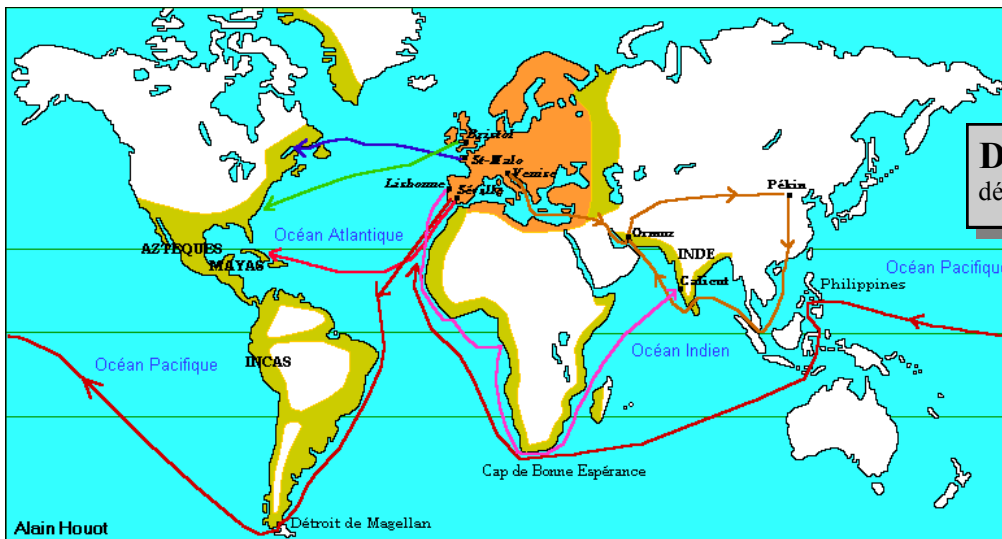 Bristol
St-Malo
Venise
Lisbonne
Séville
D
dé
Pékin
Ormuz
INDE
Calicut
Océan Atlantique
AZTEQUES
MAYAS
Océan Pacifique
Philippines
Océan Pacifique
INCAS
Océan Indien
Cap de Bonne Espérance
Détroit de Magellan
Alain Houot